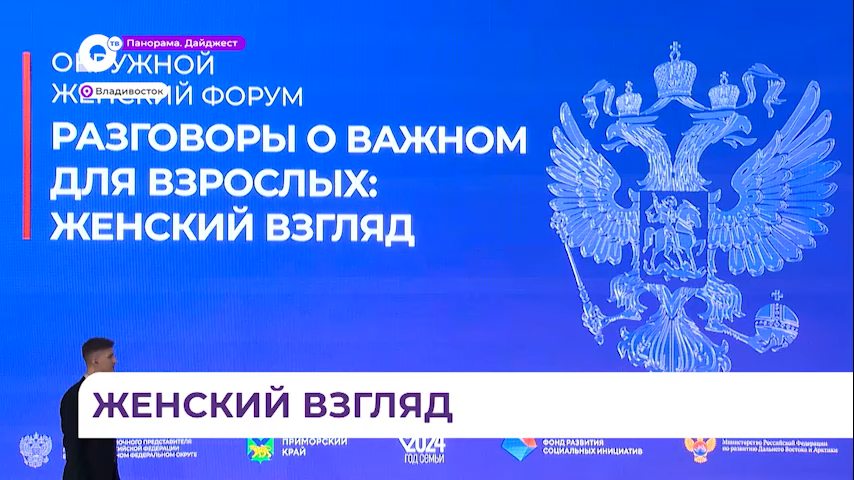 ТВ
Панорама. Дайджест
ОКРУЖНОЙ
Владивосток
ЖЕНСКИЙ ФОРУМ
РАЗГОВОРЫ О ВАЖНОМ
ДЛЯ ВЗРОСЛЫХ:
ЖЕНСКИЙ ВЗГЛЯД
ЖЕНСКИЙ ВЗГЛЯД
ПРИМОРСКИЙ
КРАЙ
2024
ГОД СЕМЬИ
ФОНД РАЗВИТИЯ
СОЦИАЛЬНЫХ ИНИЦИАТИВ
Министерство Российской Федерации
по развитию Дальнего Востока и Арктики